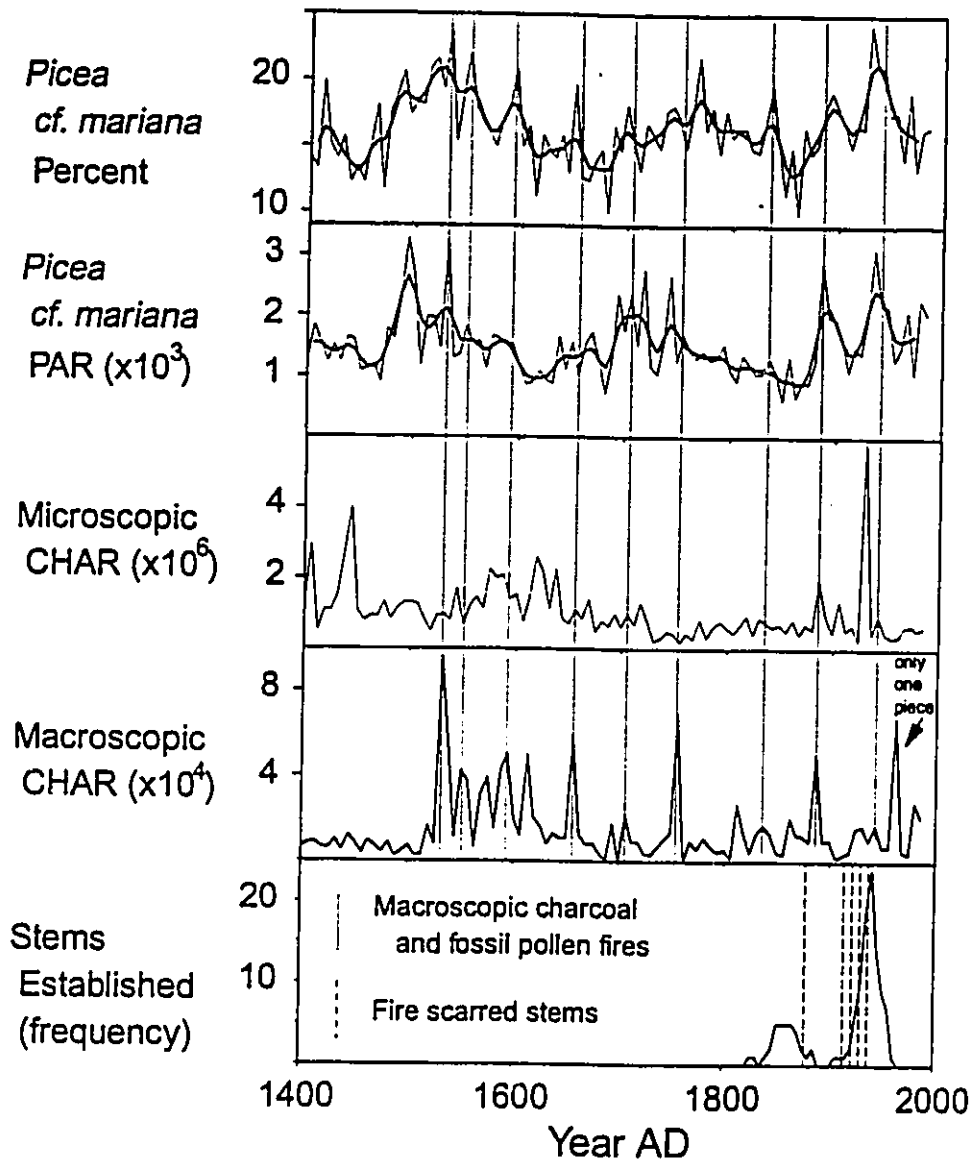 20
10
Picea
cf. mariana
Percent
3
2
1
Picea
cf. mariana
PAR (x10³)
4
2
Microscopic
CHAR (x10⁶)
8
4
Macroscopic
CHAR (x10⁴)
only
one
piece
20
10
Stems
Established
(frequency)
Macroscopic charcoal
and fossil pollen fires
Fire scarred stems
1400 1600 1800 2000
Year AD